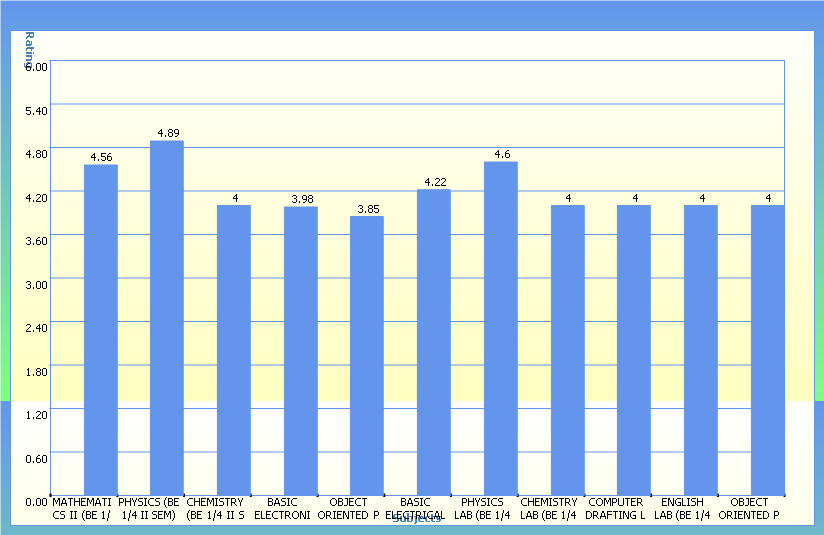 Rating
6.00
5.40
4.80
4.20
3.60
3.00
2.40
1.80
1.20
0.60
0.00
4.56
4.89
4
3.98
3.85
4.22
4.6
4
4
4
4
MATHEMATI
CS II (BE 1/
PHYSICS (BE
1/4 II SEM)
CHEMISTRY
(BE 1/4 II S
BASIC
ELECTRONI
OBJECT
ORIENTED P
BASIC
ELECTRICAL
PHYSICS
LAB (BE 1/4
CHEMISTRY
LAB (BE 1/4
COMPUTER
DRAFTING L
ENGLISH
LAB (BE 1/4
OBJECT
ORIENTED P
Subjects